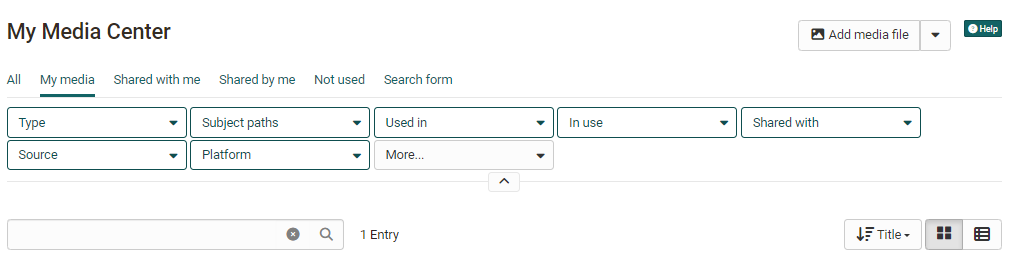 My Media Center
Add media file
Help
All My media Shared with me Shared by me Not used Search form
Type Subject paths Used in In use Shared with
Source Platform More...
1 Entry Title